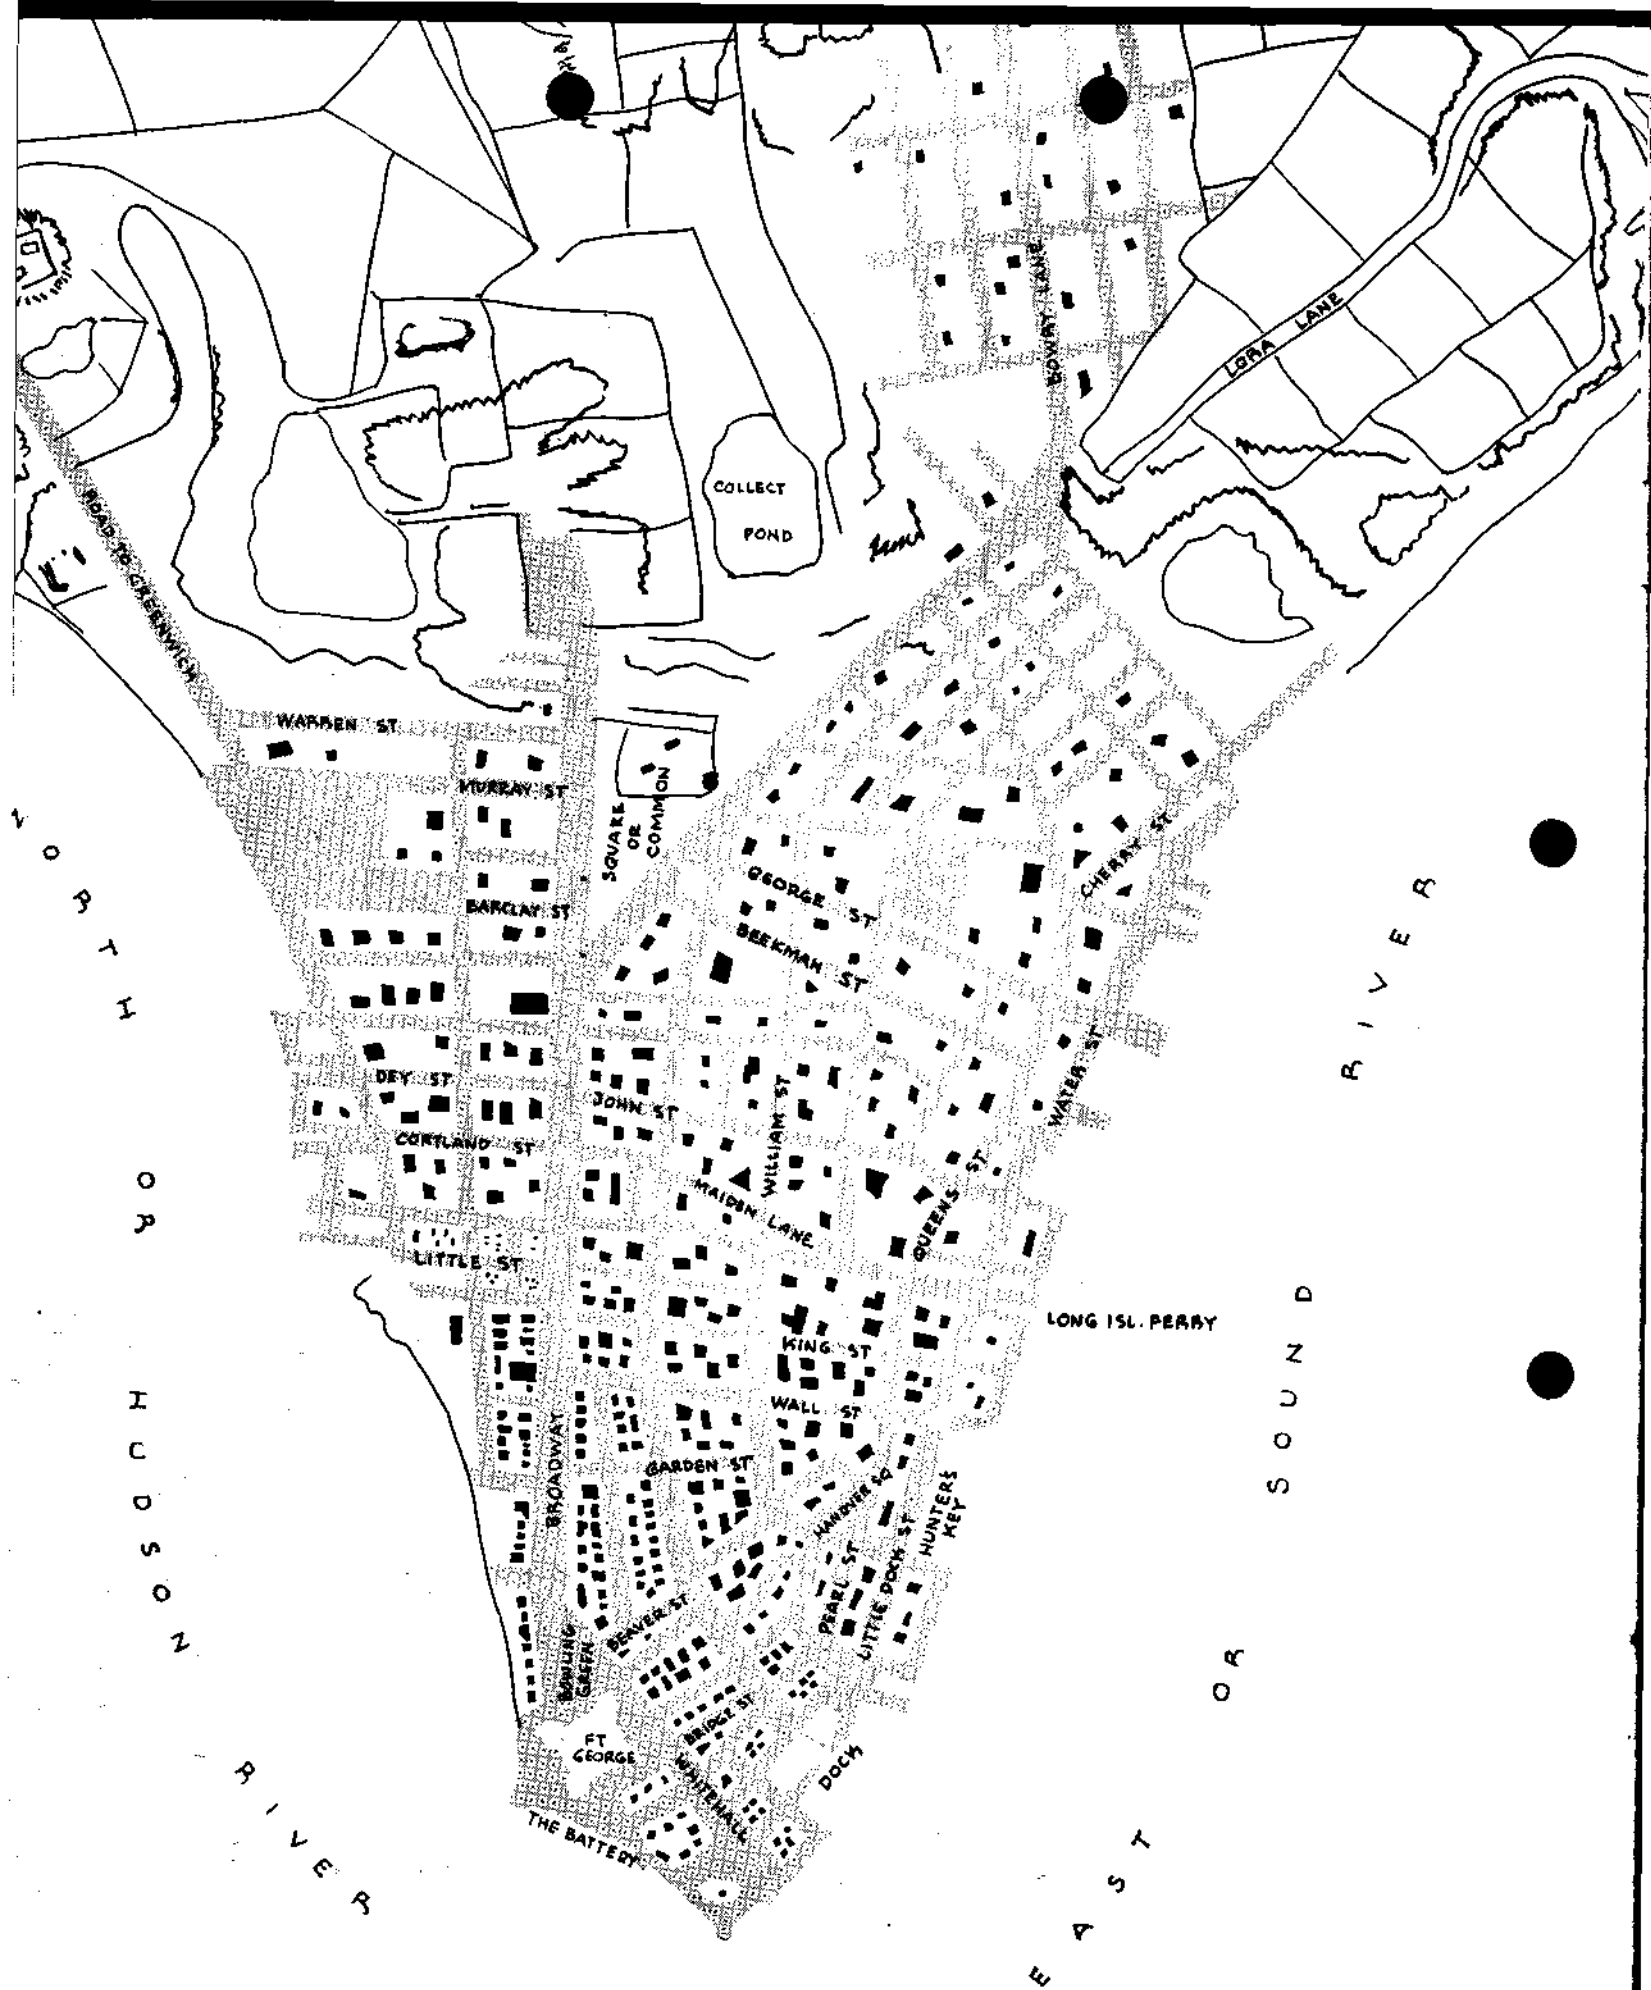 BOWRY LANE
LORA LANE
COLLECT
POND
ROAD TO GREENWICH
WARREN ST
MURRAY ST
SQUARE
OR
COMMON
BARCLAY ST
GEORGE ST
BEEKMAN ST
CHERRY ST
WATER ST
DEY ST
JOHN ST
WILLIAM ST
CORTLAND ST
MAIDEN LANE
QUEENS ST
LITTLE ST
LONG ISL. FERRY
KING ST
WALL ST
BROADWAY
GARDEN ST
HANOVER SQ
HUNTER'S
KEY
PEARL ST
LITTLE DOCK ST
BEAVER ST
BOWLING
GREEN
BRIDGE ST
FT
GEORGE
WHITEHALL
DOCK
THE BATTERY
NORTH OR HUDSON RIVER
EAST OR SOUND RIVER